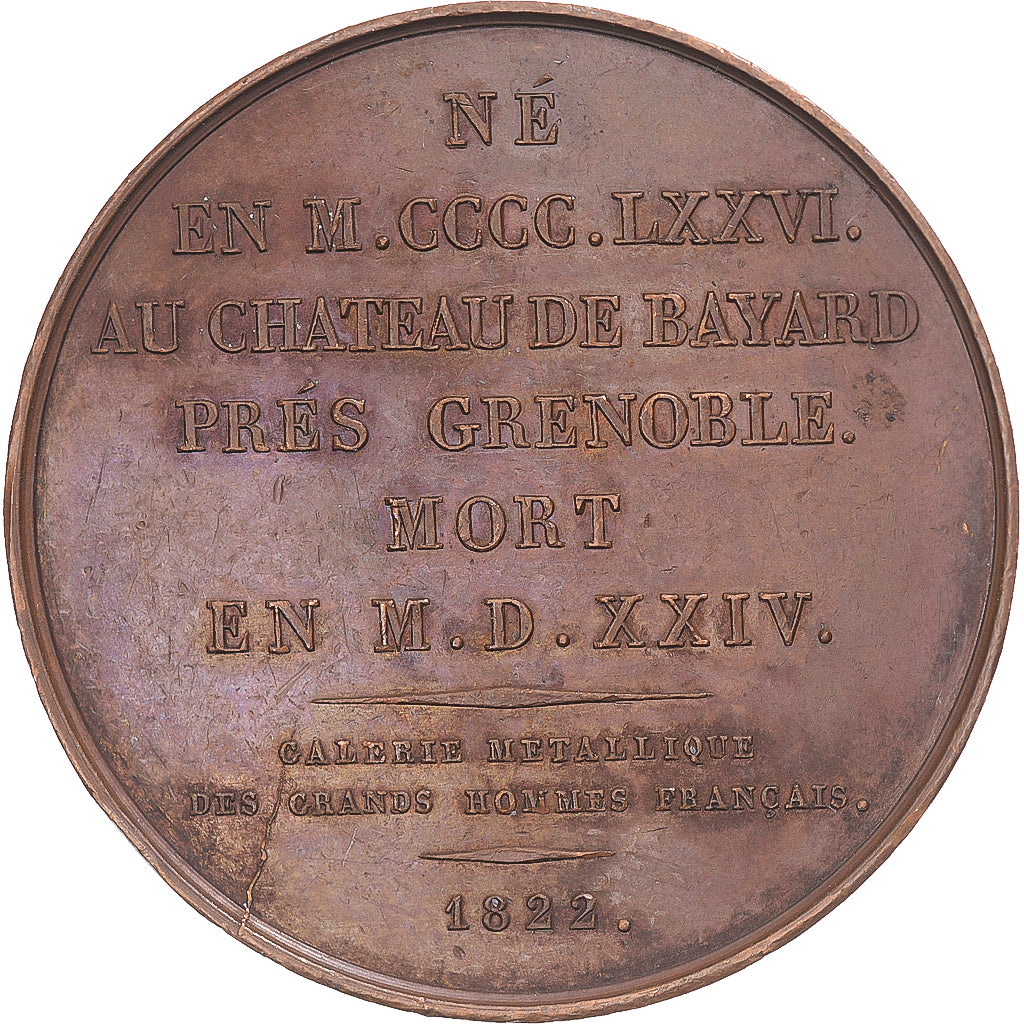 NÉ
EN M.CCCC.LXXVI.
AU CHATEAU DE BAYARD
PRÉS GRENOBLE.
MORT
EN M.D.XXIV.
GALERIE METALLIQUE
DES GRANDS HOMMES FRANÇAIS.
1822.